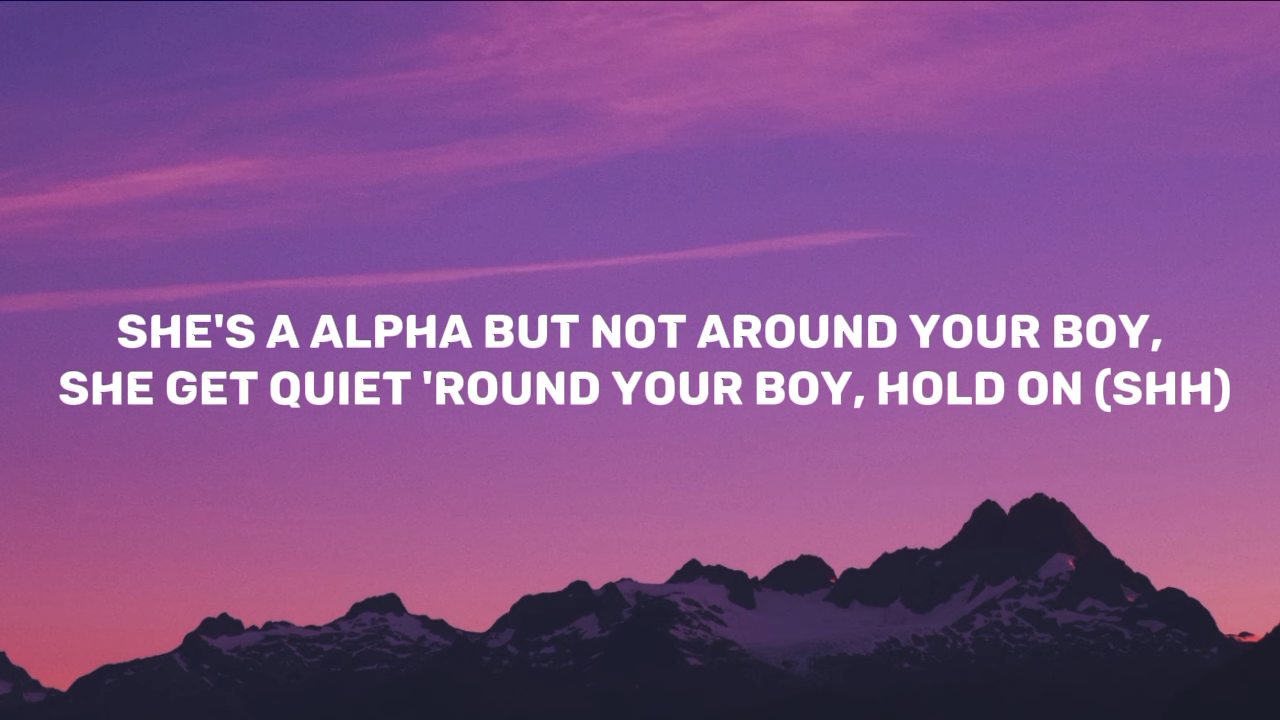 SHE'S A ALPHA BUT NOT AROUND YOUR BOY,
SHE GET QUIET 'ROUND YOUR BOY, HOLD ON (SHH)